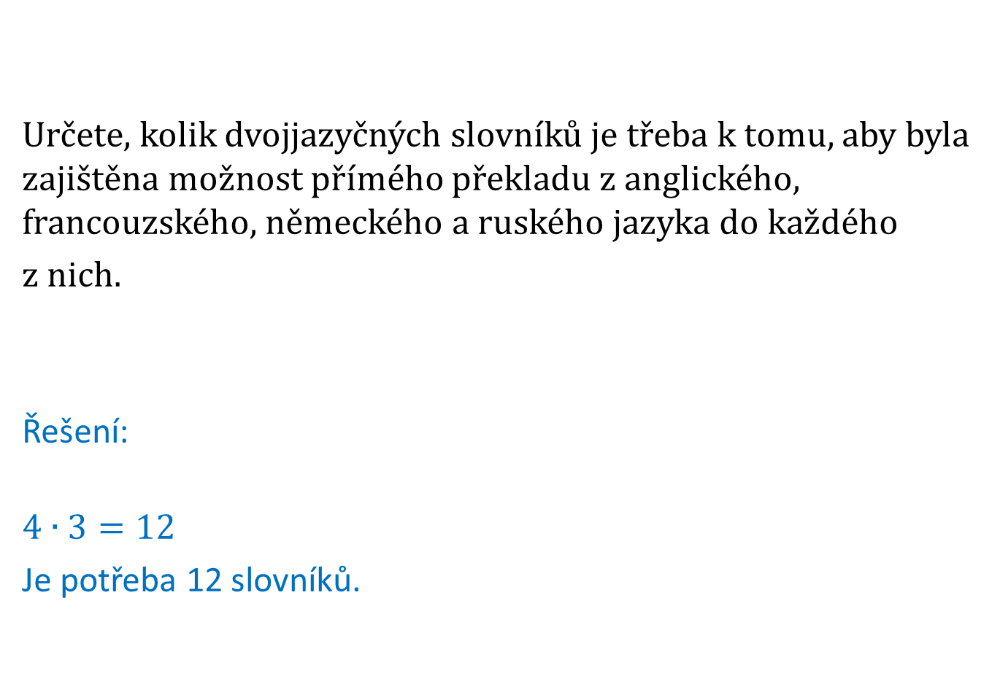 Určete, kolik dvojjazyčných slovníků je třeba k tomu, aby byla
zajištěna možnost přímého překladu z anglického,
francouzského, německého a ruského jazyka do každého
z nich.
Řešení:
4 · 3 = 12
Je potřeba 12 slovníků.